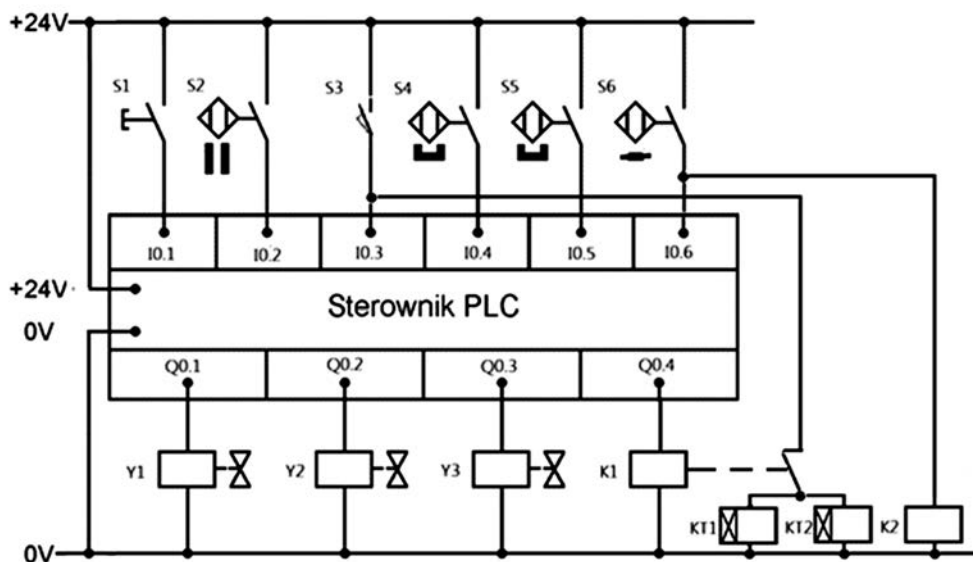 +24V
S1 S2 S3 S4 S5 S6
I0.1 I0.2 I0.3 I0.4 I0.5 I0.6
+24V
Sterownik PLC
0V
Q0.1 Q0.2 Q0.3 Q0.4
Y1 Y2 Y3 K1
KT1 KT2 K2
0V